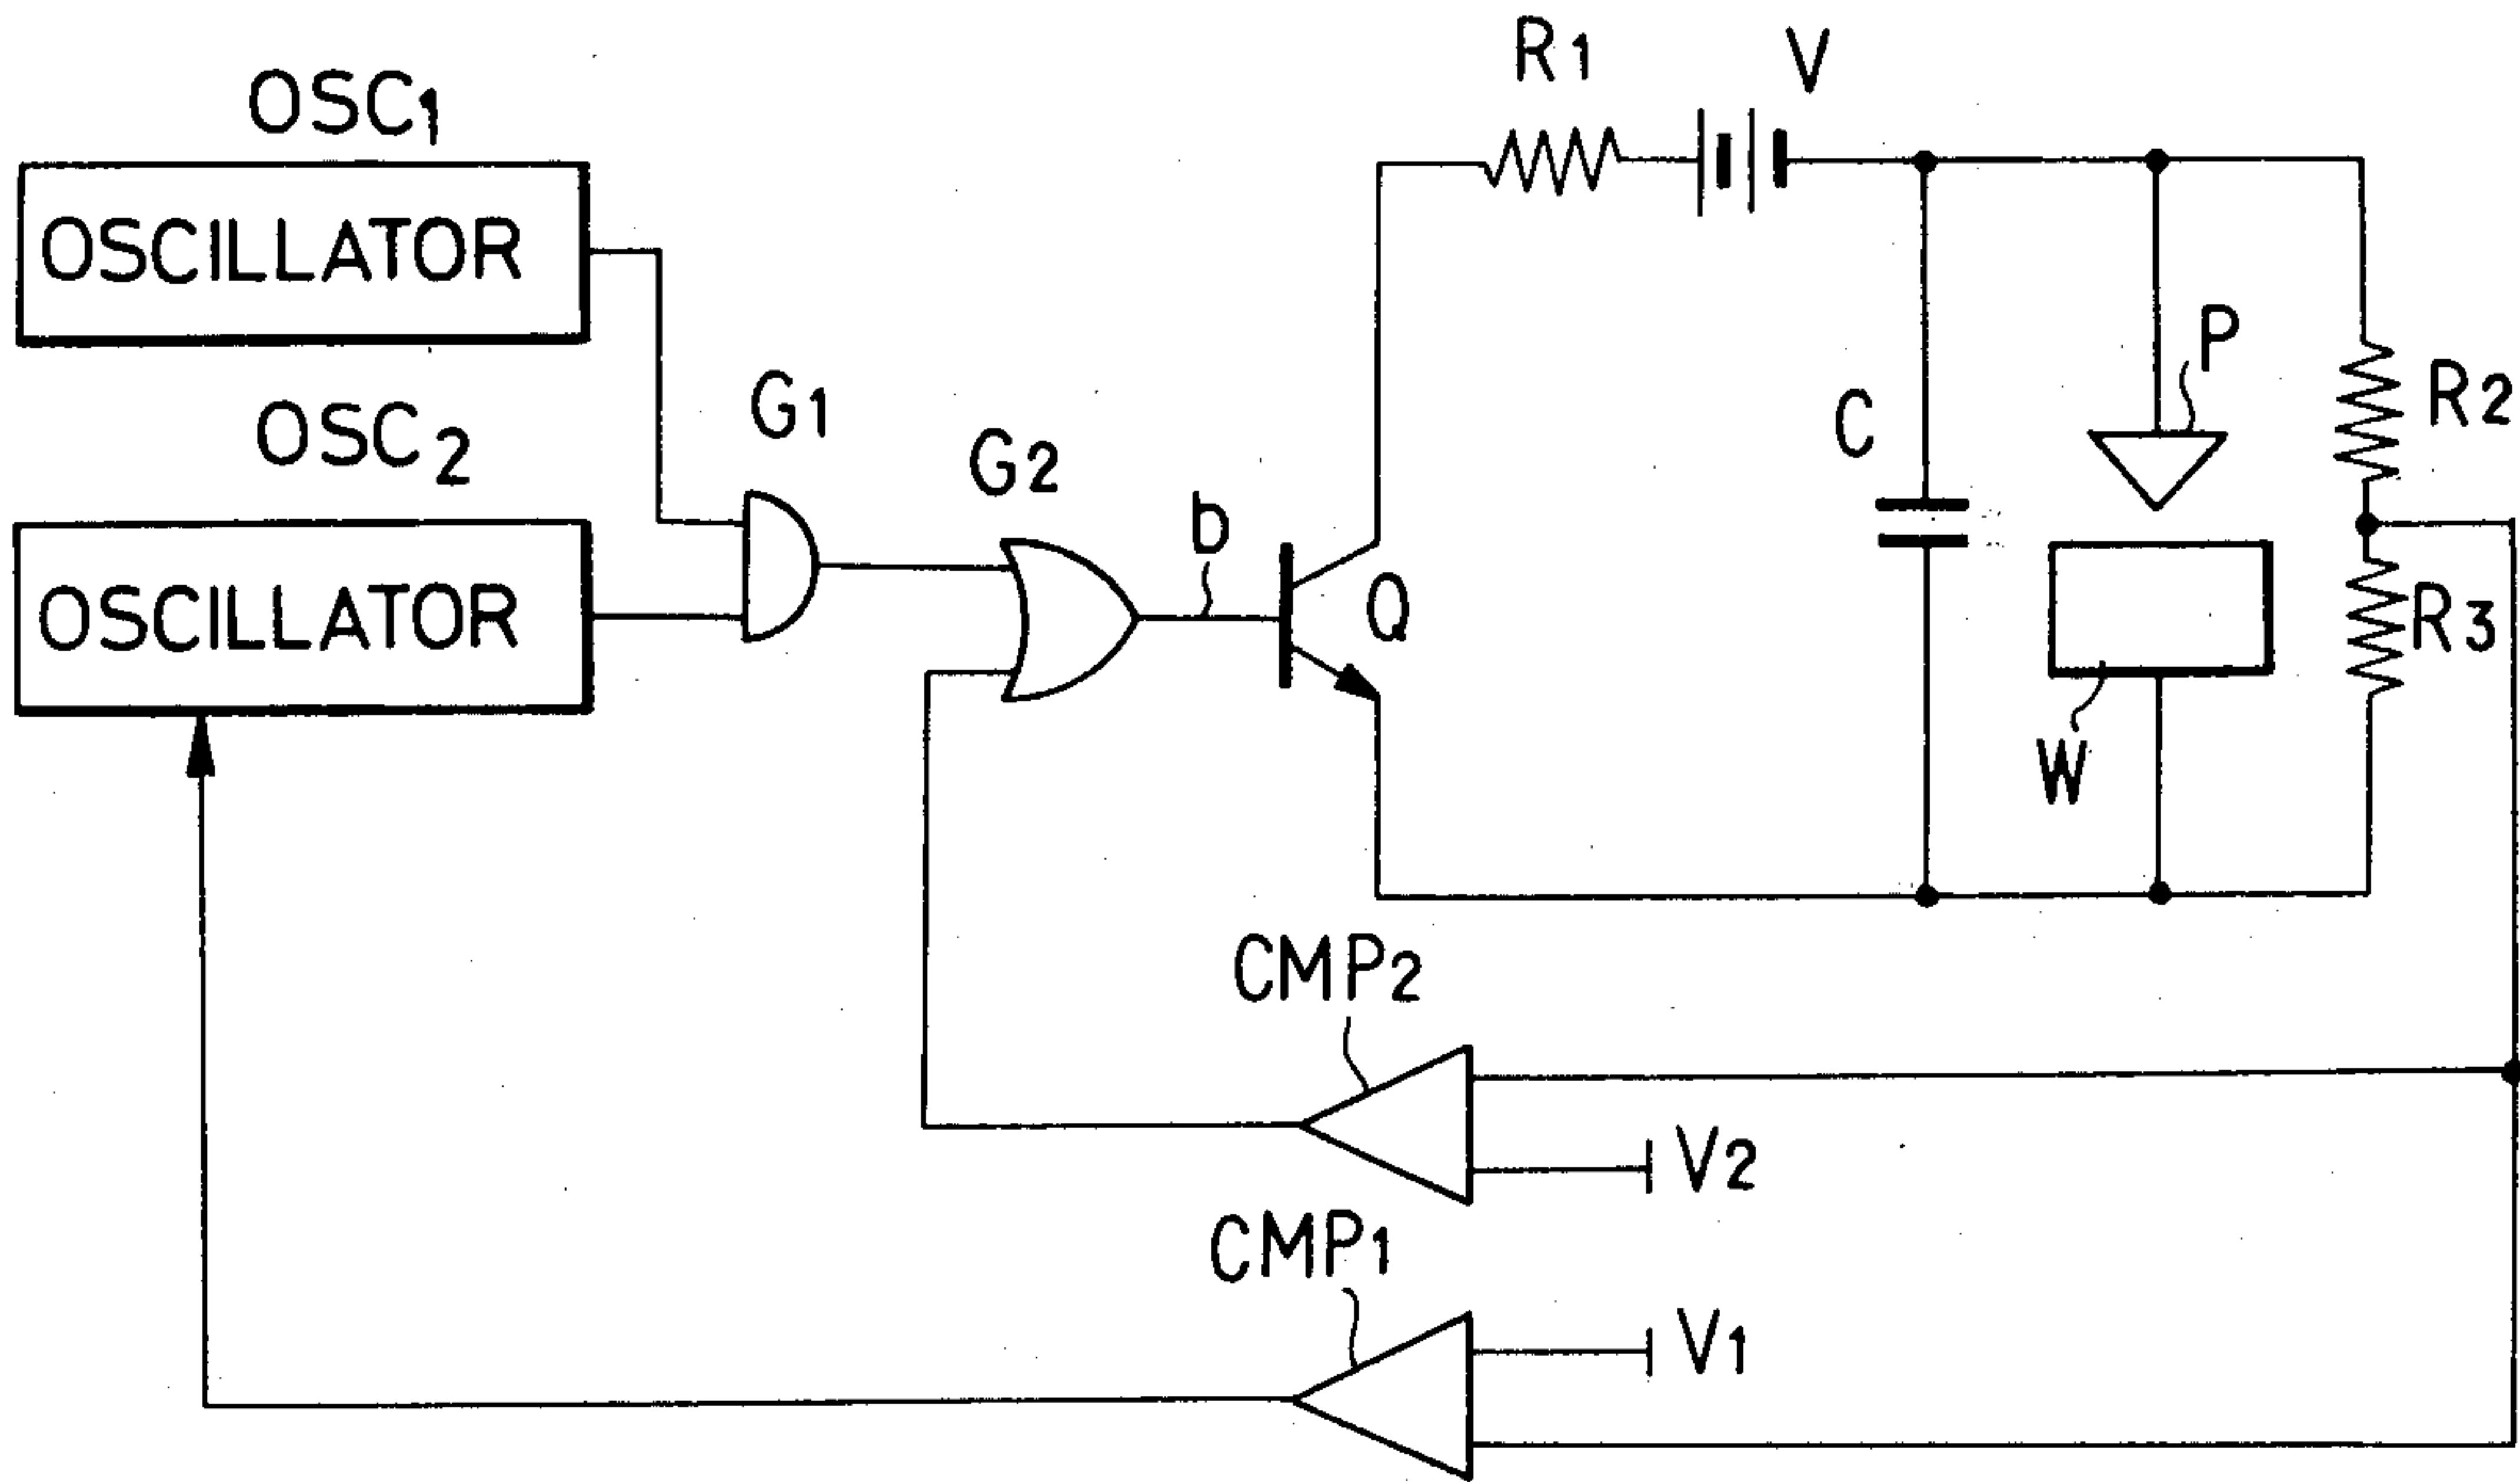 OSC1
OSCILLATOR
OSC2
OSCILLATOR
G1
G2
b
Q
R1
V
C
P
R2
R3
W
CMP2
V2
CMP1
V1